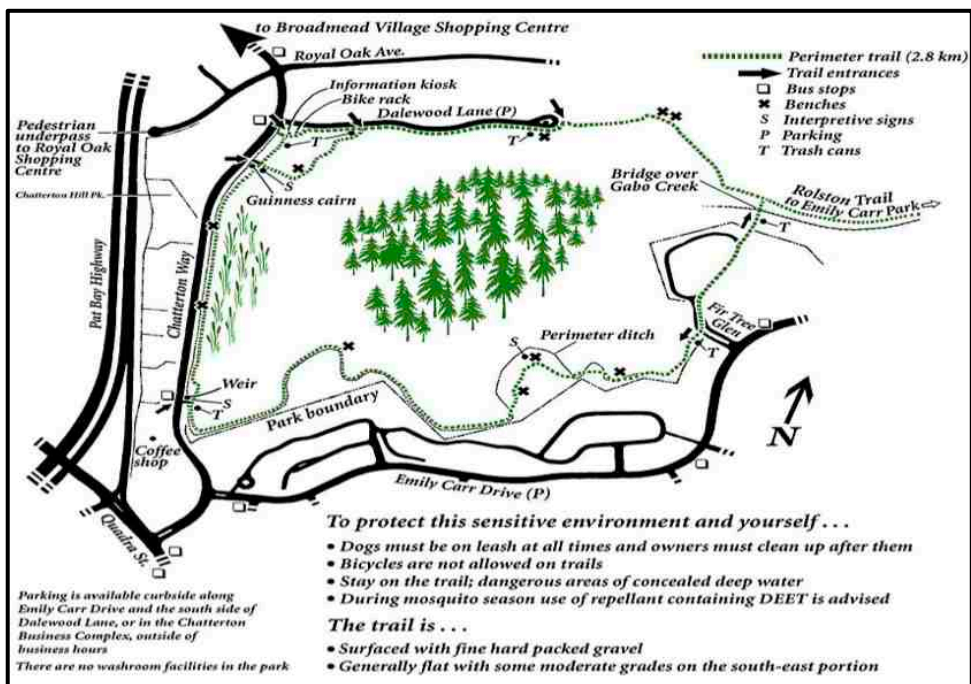 to Broadmead Village Shopping Centre
Royal Oak Ave.
Information kiosk
Bike rack
Dalewood Lane (P)
Perimeter trail (2.8 km)
Trail entrances
Bus stops
Benches
S Interpretive signs
P Parking
T Trash cans
Pedestrian
underpass
to Royal Oak
Shopping
Centre
Chatterton Hill Pk.
T
S
Guinness cairn
T
Bridge over
Gabo Creek
Rolston Trail
to Emily Carr Park
T
Pat Bay Highway
Chatterton Way
Fir Tree
Glen
T
Perimeter ditch
S
Weir
S
T
Park boundary
Coffee
shop
N
Emily Carr Drive (P)
Quadra St.
To protect this sensitive environment and yourself . . .
• Dogs must be on leash at all times and owners must clean up after them
• Bicycles are not allowed on trails
• Stay on the trail; dangerous areas of concealed deep water
• During mosquito season use of repellant containing DEET is advised
The trail is . . .
• Surfaced with fine hard packed gravel
• Generally flat with some moderate grades on the south-east portion
Parking is available curbside along
Emily Carr Drive and the south side of
Dalewood Lane, or in the Chatterton
Business Complex, outside of
business hours
There are no washroom facilities in the park